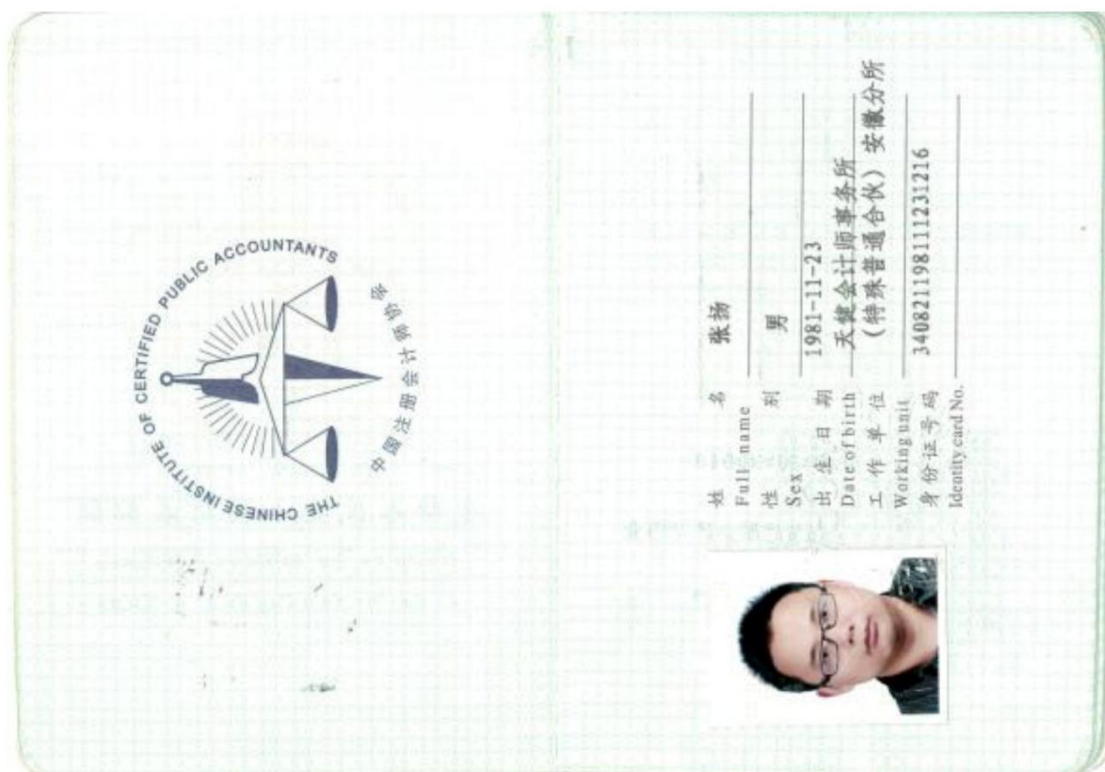 THE CHINESE INSTITUTE OF CERTIFIED PUBLIC ACCOUNTANTS
中国注册会计师协会
姓 名 张扬
Full name
性 别 男
Sex
出 生 日 期 1981-11-23
Date of birth
工 作 单 位 天健会计师事务所
Working unit (特殊普通合伙) 安徽分所
身份证号码 340821198111231216
Identity card No.